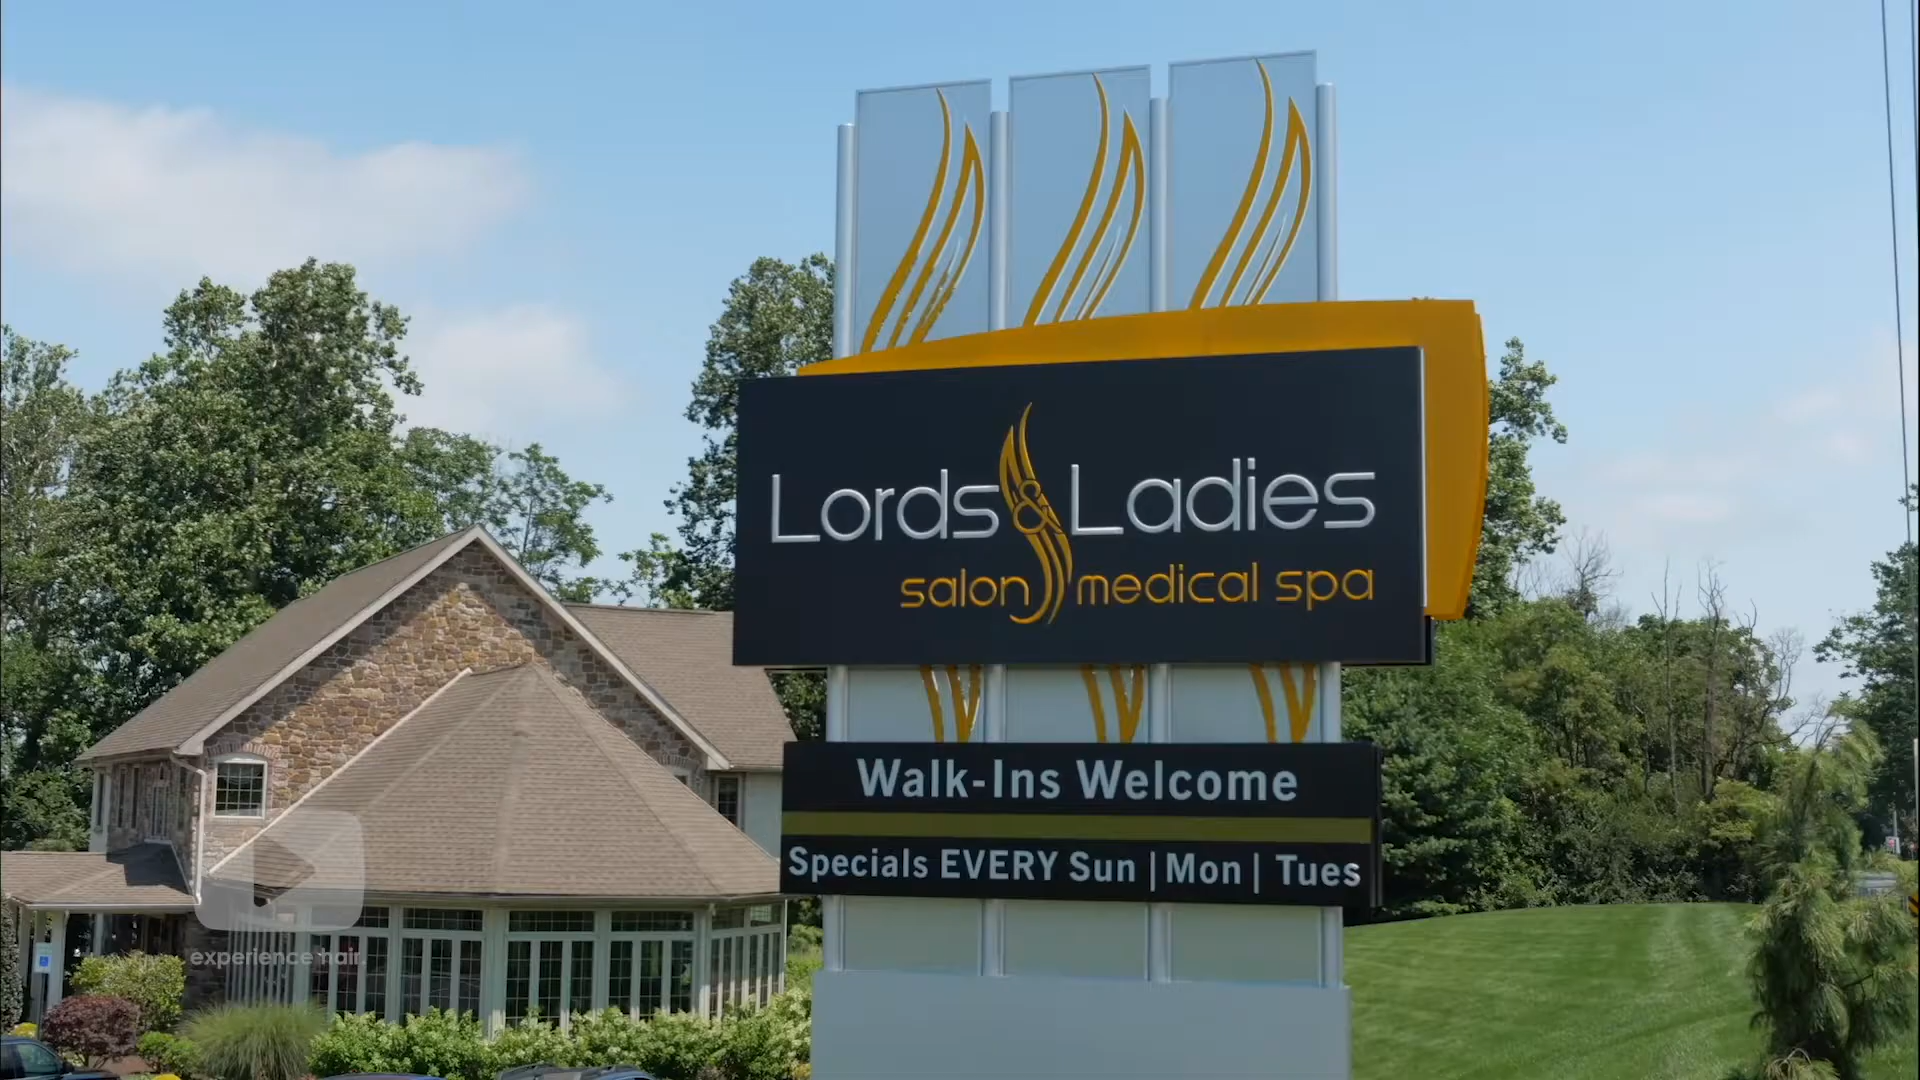 Lords & Ladies
salon medical spa
Walk-Ins Welcome
Specials EVERY Sun | Mon | Tues
experience hair.